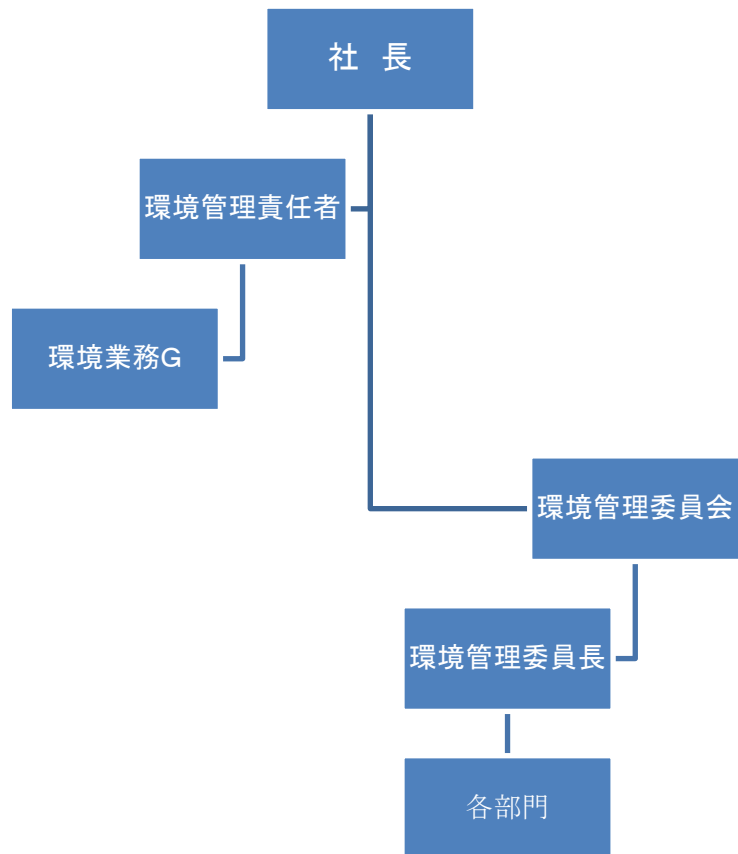 社 長
環境管理責任者
環境業務G
環境管理委員会
環境管理委員長
各部門